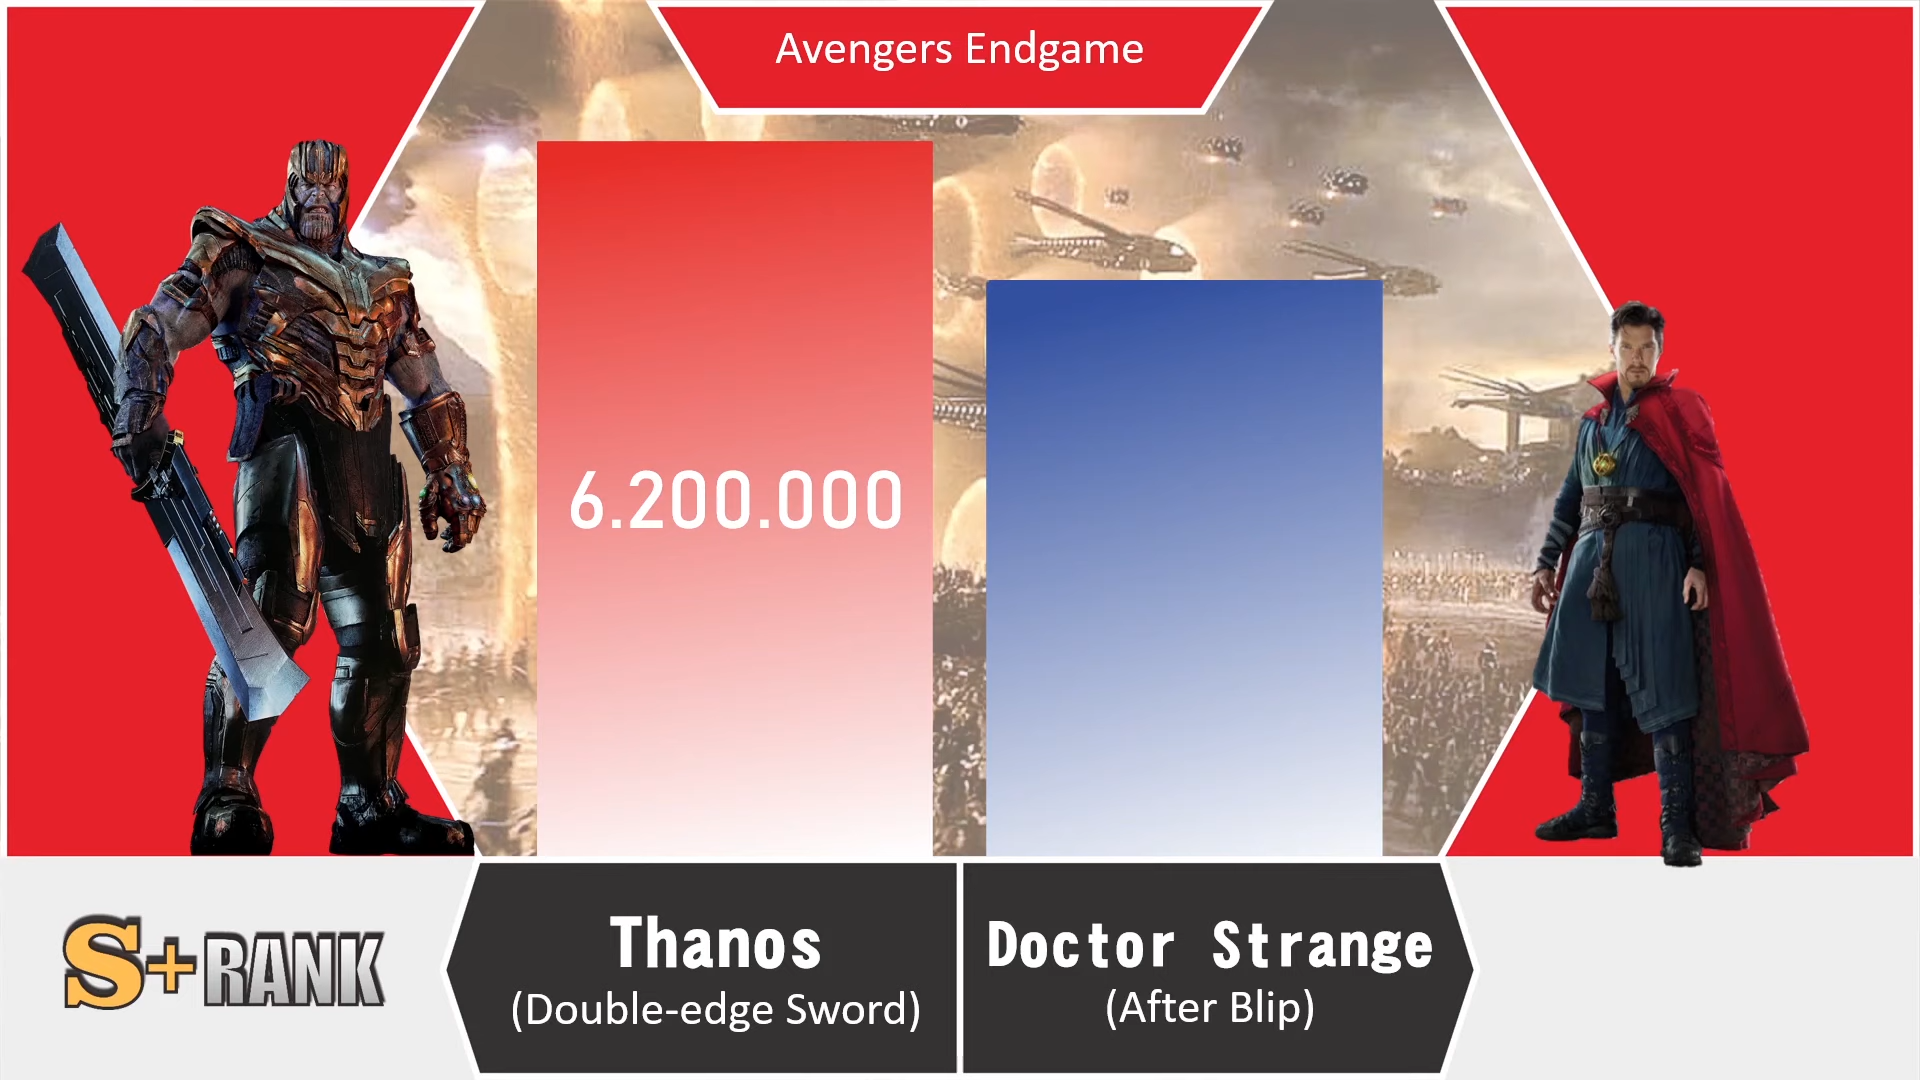 Avengers Endgame
6.200.000
S+RANK
Thanos
(Double-edge Sword)
Doctor Strange
(After Blip)